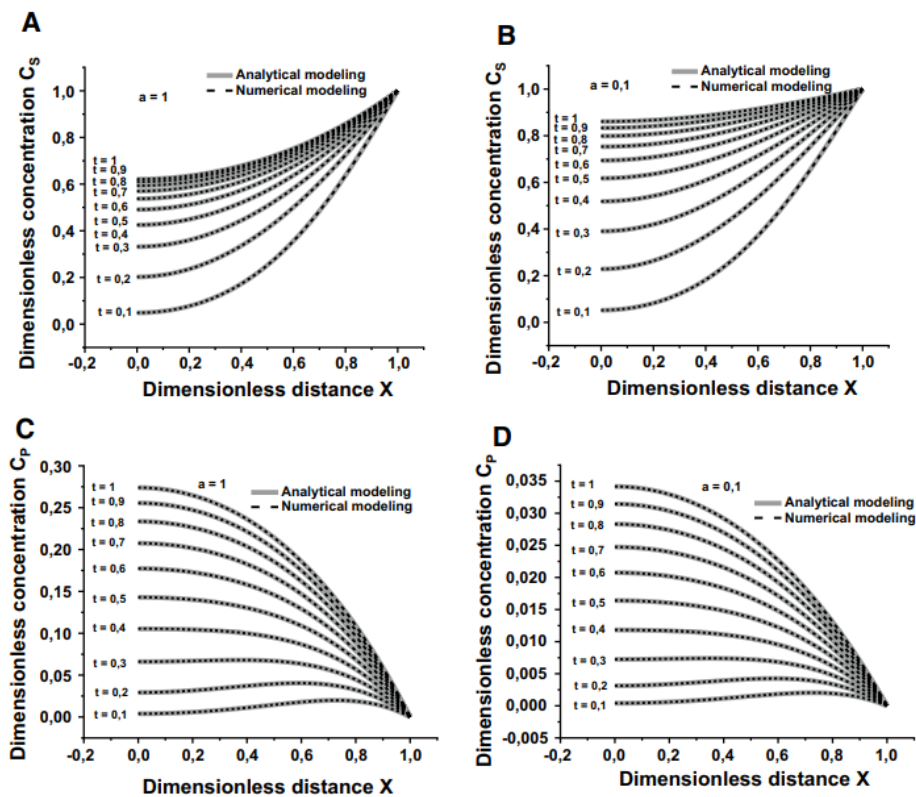 A
Dimensionless concentration C_S
1,0
0,8
0,6
0,4
0,2
0,0
a = 1
Analytical modeling
Numerical modeling
t = 1
t = 0,9
t = 0,8
t = 0,7
t = 0,6
t = 0,5
t = 0,4
t = 0,3
t = 0,2
t = 0,1
-0,2 0,0 0,2 0,4 0,6 0,8 1,0
Dimensionless distance X
B
Dimensionless concentration C_S
1,0
0,8
0,6
0,4
0,2
0,0
a = 0,1
Analytical modeling
Numerical modeling
t = 1
t = 0,9
t = 0,8
t = 0,7
t = 0,6
t = 0,5
t = 0,4
t = 0,3
t = 0,2
t = 0,1
-0,2 0,0 0,2 0,4 0,6 0,8 1,0
Dimensionless distance X
C
Dimensionless concentration C_P
0,30
0,25
0,20
0,15
0,10
0,05
0,00
a = 1
Analytical modeling
Numerical modeling
t = 1
t = 0,9
t = 0,8
t = 0,7
t = 0,6
t = 0,5
t = 0,4
t = 0,3
t = 0,2
t = 0,1
-0,2 0,0 0,2 0,4 0,6 0,8 1,0
Dimensionless distance X
D
Dimensionless concentration C_P
0,035
0,030
0,025
0,020
0,015
0,010
0,005
0,000
-0,005
a = 0,1
Analytical modeling
Numerical modeling
t = 1
t = 0,9
t = 0,8
t = 0,7
t = 0,6
t = 0,5
t = 0,4
t = 0,3
t = 0,2
t = 0,1
-0,2 0,0 0,2 0,4 0,6 0,8 1,0
Dimensionless distance X